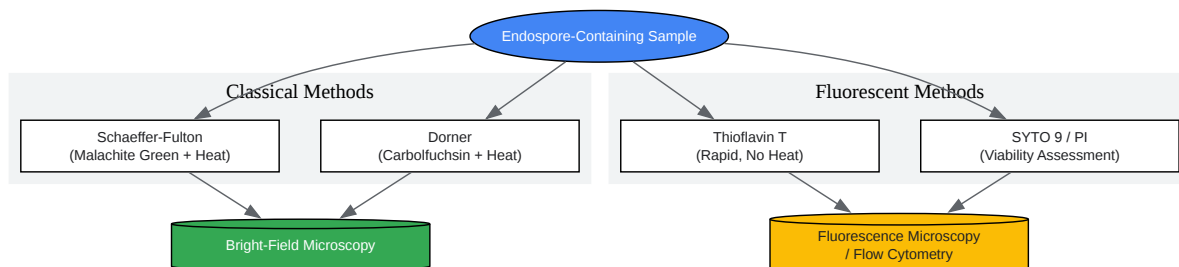 Endospore-Containing Sample
Classical Methods
Fluorescent Methods
Schaeffer-Fulton
(Malachite Green + Heat)
Dorner
(Carbolfuchsin + Heat)
Thioflavin T
(Rapid, No Heat)
SYTO 9 / PI
(Viability Assessment)
Bright-Field Microscopy
Fluorescence Microscopy
/ Flow Cytometry